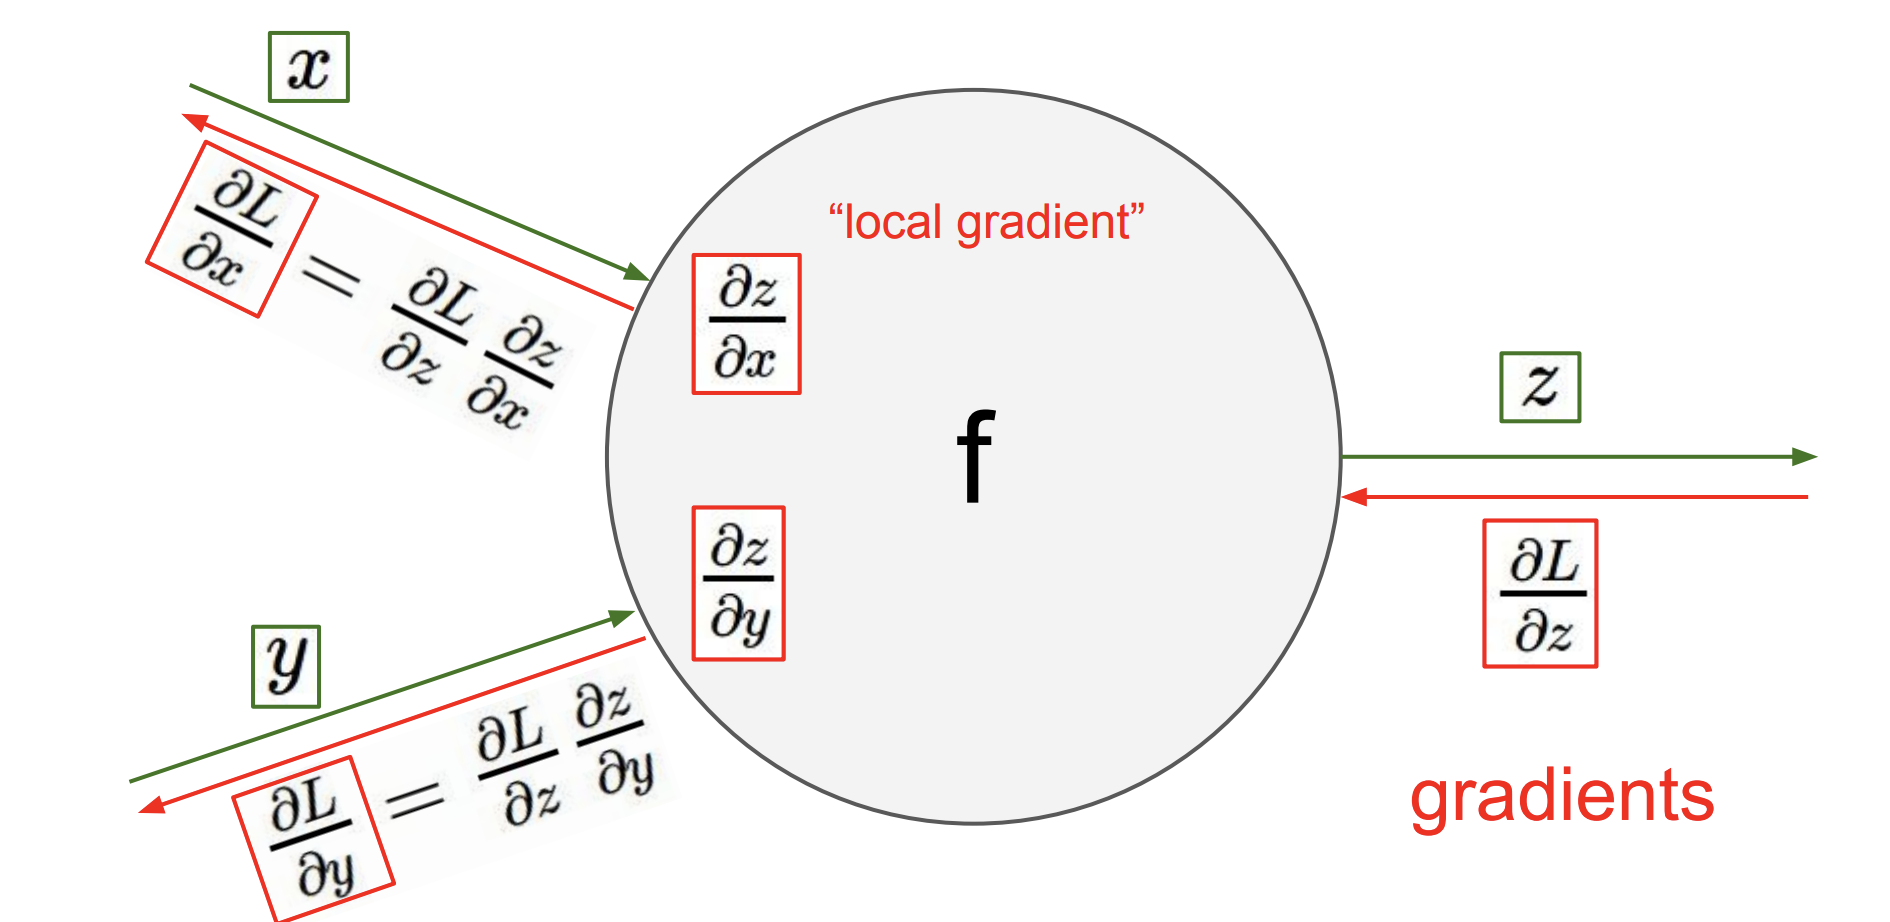 x
∂L/∂x = ∂L/∂z ∂z/∂x
“local gradient”
∂z/∂x
f
z
∂z/∂y
∂L/∂z
y
∂L/∂y = ∂L/∂z ∂z/∂y
gradients